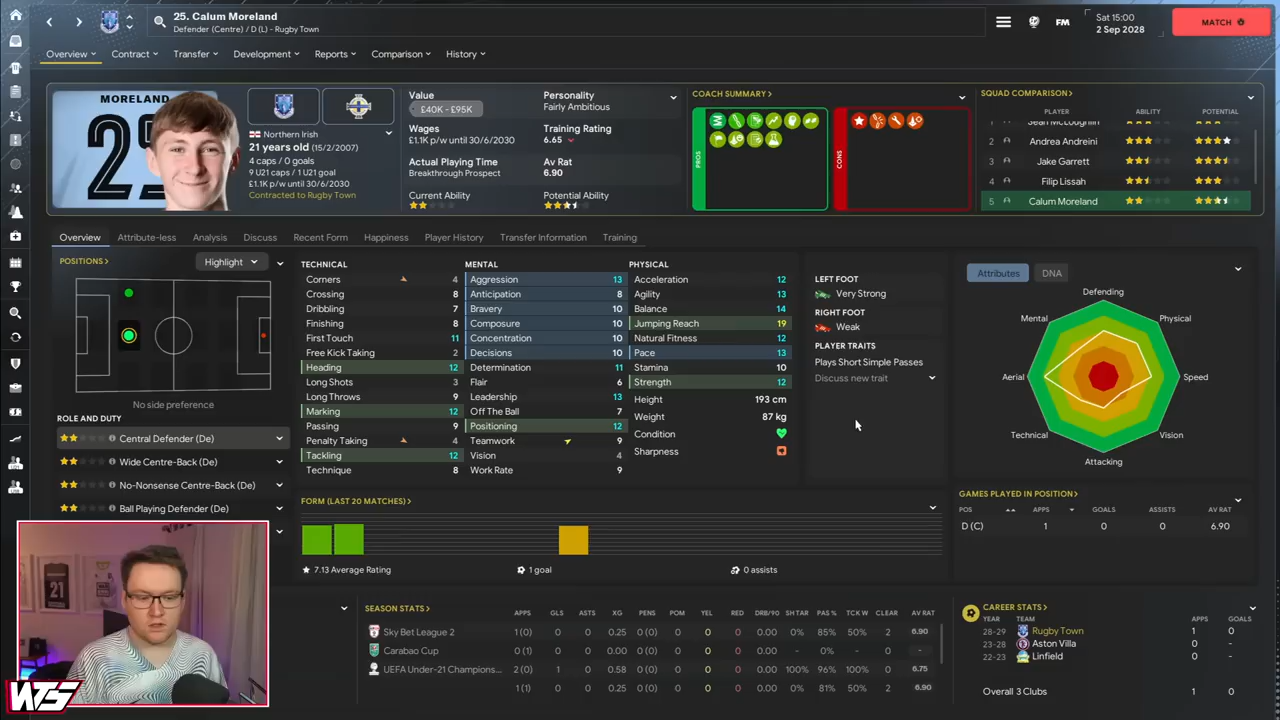 25. Calum Moreland
Defender (Centre) / D (L) - Rugby Town
FM
Sat 15:00
2 Sep 2028
MATCH
Overview
Contract
Transfer
Development
Reports
Comparison
History
MORELAND
Northern Irish
21 years old (15/2/2007)
4 caps / 0 goals
9 U21 caps / 1 U21 goal
£1.1K p/w until 30/6/2030
Contracted to Rugby Town
Value
£40K - £95K
Wages
£1.1K p/w until 30/6/2030
Actual Playing Time
Breakthrough Prospect
Current Ability
Personality
Fairly Ambitious
Training Rating
6.65
Av Rat
6.90
Potential Ability
COACH SUMMARY >
PROS
CONS
SQUAD COMPARISON >
PLAYER ABILITY POTENTIAL
1 Sean McLoughlin
2 Andrea Andreini
3 Jake Garrett
4 Filip Lissah
5 Calum Moreland
Overview
Attribute-less
Analysis
Discuss
Recent Form
Happiness
Player History
Transfer Information
Training
POSITIONS >
Highlight
No side preference
ROLE AND DUTY
Central Defender (De)
Wide Centre-Back (De)
No-Nonsense Centre-Back (De)
Ball Playing Defender (De)
TECHNICAL
Corners 4
Crossing 8
Dribbling 7
Finishing 8
First Touch 11
Free Kick Taking 2
Heading 12
Long Shots 3
Long Throws 9
Marking 12
Passing 9
Penalty Taking 4
Tackling 12
Technique 8
MENTAL
Aggression 13
Anticipation 8
Bravery 10
Composure 10
Concentration 10
Decisions 10
Determination 11
Flair 6
Leadership 13
Off The Ball 7
Positioning 12
Teamwork 9
Vision 4
Work Rate 9
PHYSICAL
Acceleration 12
Agility 13
Balance 14
Jumping Reach 19
Natural Fitness 12
Pace 13
Stamina 10
Strength 12
Height 193 cm
Weight 87 kg
Condition
Sharpness
LEFT FOOT
Very Strong
RIGHT FOOT
Weak
PLAYER TRAITS
Plays Short Simple Passes
Discuss new trait
Attributes
DNA
Defending
Physical
Speed
Vision
Attacking
Technical
Aerial
Mental
FORM (LAST 20 MATCHES) >
7.13 Average Rating
1 goal
0 assists
GAMES PLAYED IN POSITION >
POS APPS GOALS ASSISTS AV RAT
D (C) 1 0 0 6.90
SEASON STATS >
APPS GLS ASTS XG PENS POM YEL RED DRB/90 SH TAR PAS % TCK W CLEAR AV RAT
Sky Bet League 2 1 (0) 0 0 0.25 0 (0) 0 0 0 0.00 0% 85% 50% 2 6.90
Carabao Cup 0 (1) 0 0 0.00 0 (0) 0 0 0 0.00 - 0% - 0 -
UEFA Under-21 Champions... 2 (0) 1 0 0.58 0 (0) 0 0 0 0.00 100% 96% 100% 0 6.75
1 (1) 0 0 0.25 0 (0) 0 0 0 0.00 0% 81% 50% 2 6.90
CAREER STATS >
YEAR TEAM APPS GOALS
28-29 Rugby Town 1 0
23-28 Aston Villa 0 -
22-23 Linfield 0 -
Overall 3 Clubs 1 0
21
WTS